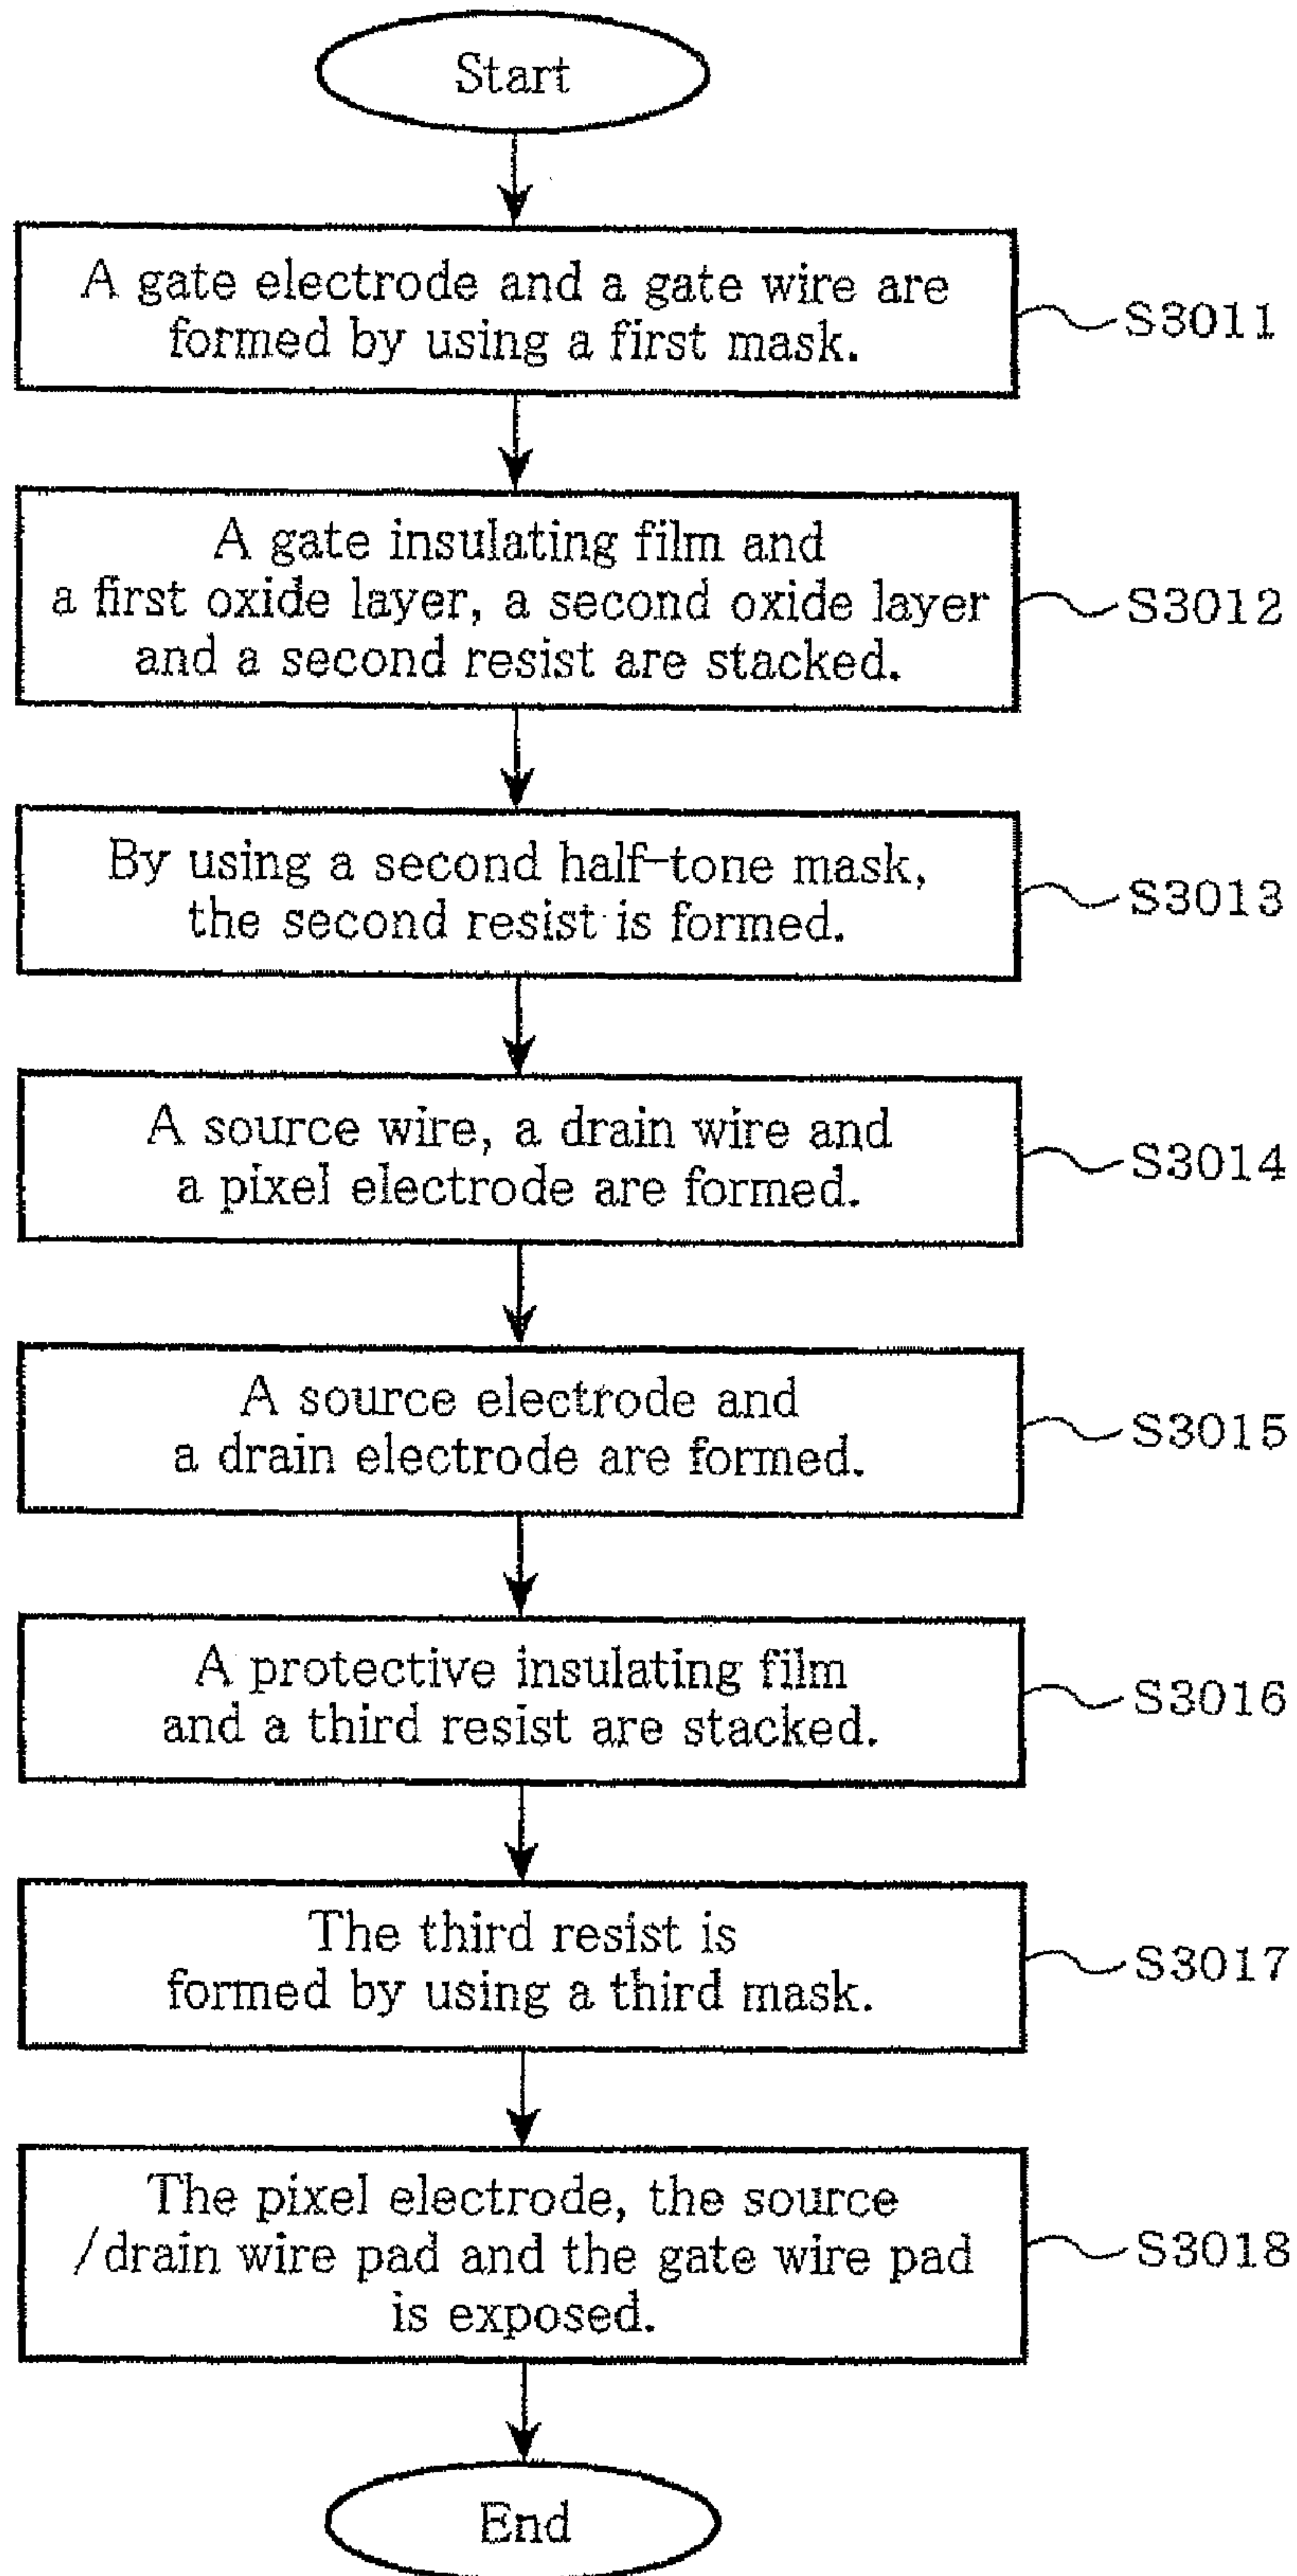 Start
A gate electrode and a gate wire are
formed by using a first mask.
S3011
A gate insulating film and
a first oxide layer, a second oxide layer
and a second resist are stacked.
S3012
By using a second half-tone mask,
the second resist is formed.
S3013
A source wire, a drain wire and
a pixel electrode are formed.
S3014
A source electrode and
a drain electrode are formed.
S3015
A protective insulating film
and a third resist are stacked.
S3016
The third resist is
formed by using a third mask.
S3017
The pixel electrode, the source
/drain wire pad and the gate wire pad
is exposed.
S3018
End